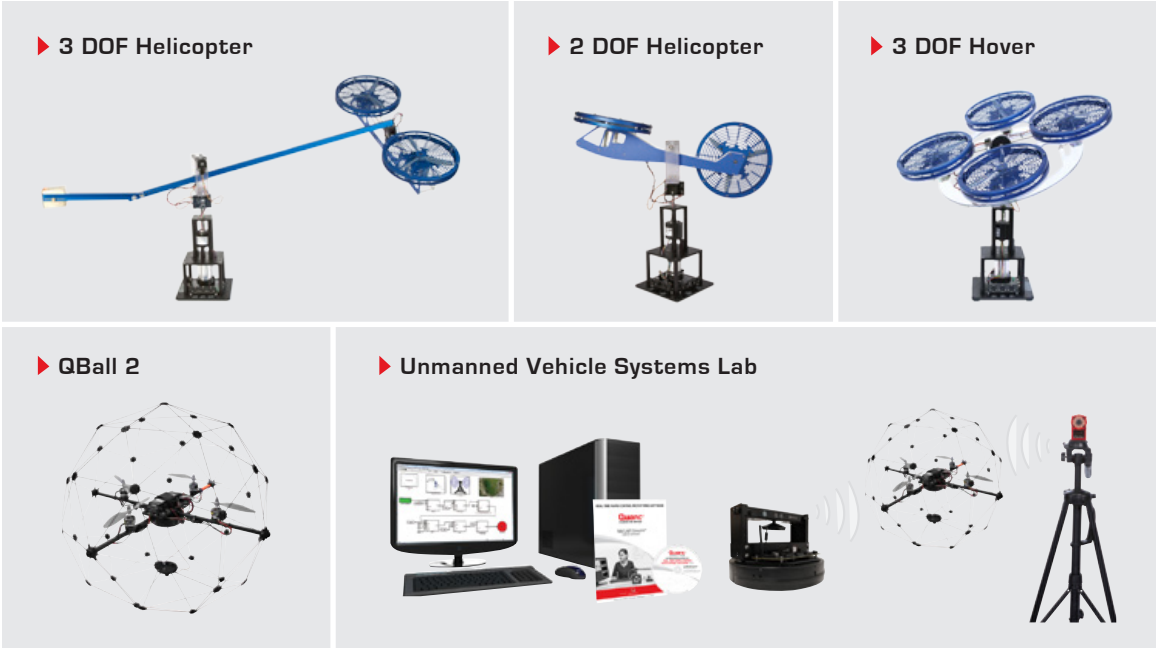 3 DOF Helicopter
2 DOF Helicopter
3 DOF Hover
QBall 2
Unmanned Vehicle Systems Lab